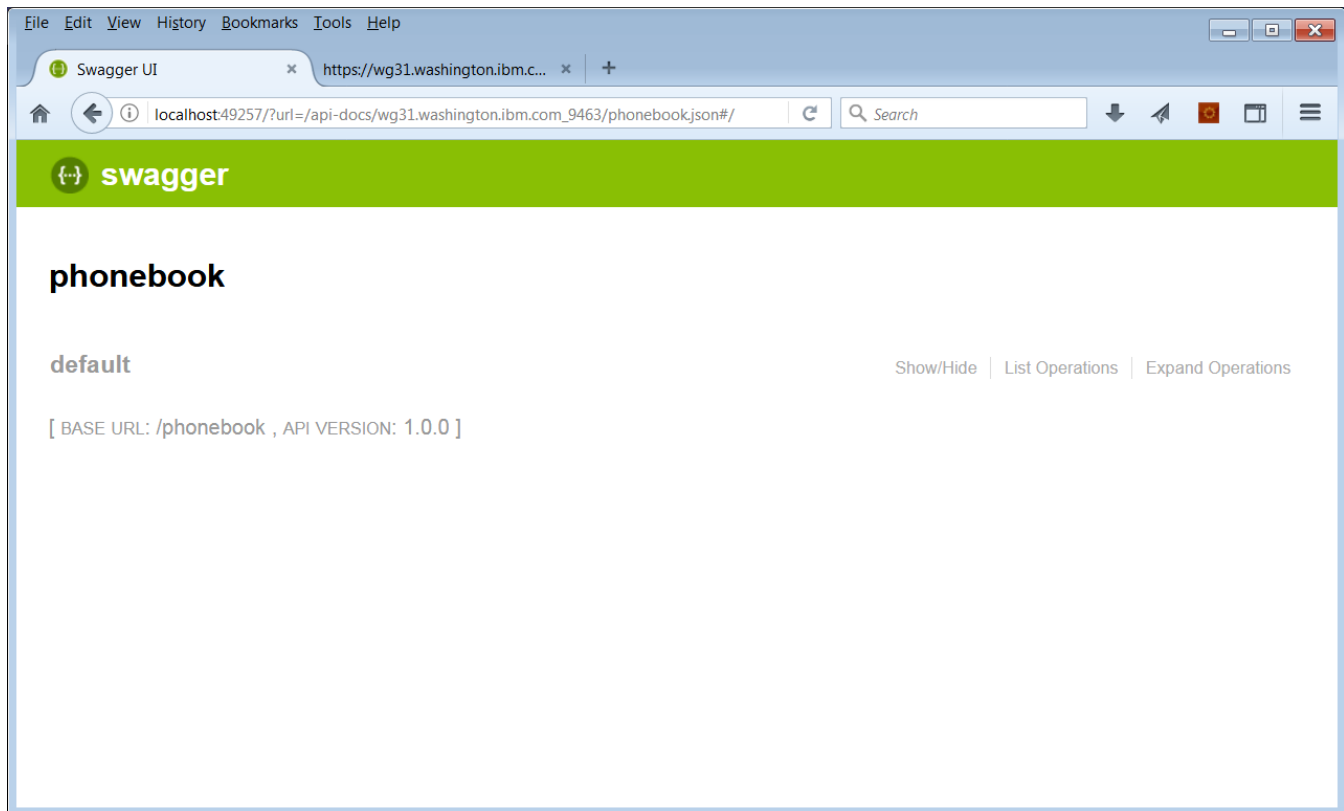 File Edit View History Bookmarks Tools Help
Swagger UI × https://wg31.washington.ibm.c... × +
localhost:49257/?url=/api-docs/wg31.washington.ibm.com_9463/phonebook.json#/ Search
{...} swagger
phonebook
default Show/Hide List Operations Expand Operations
[ BASE URL: /phonebook , API VERSION: 1.0.0 ]